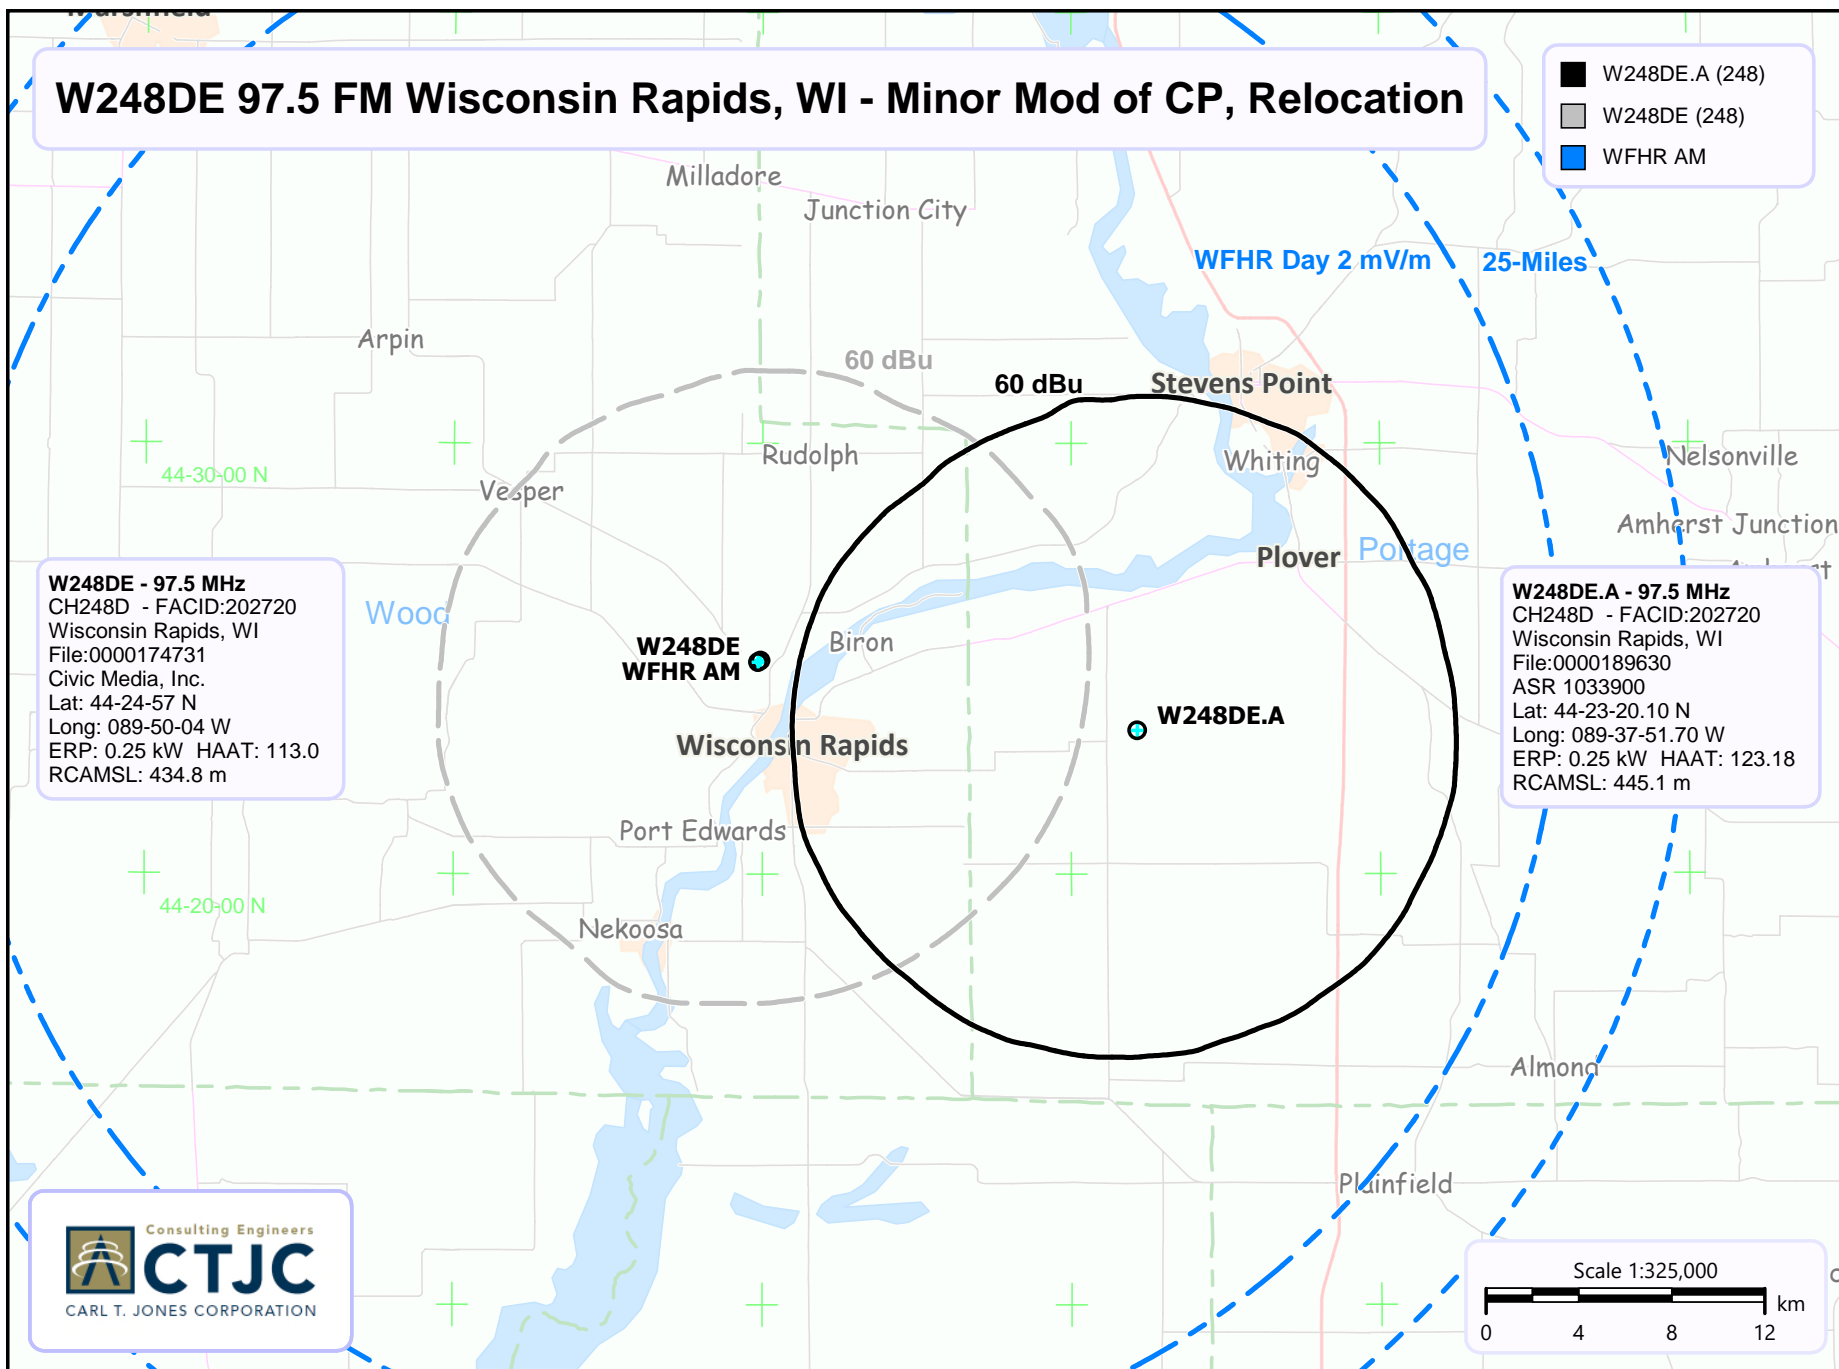 Marshfield
W248DE 97.5 FM Wisconsin Rapids, WI - Minor Mod of CP, Relocation
W248DE.A (248)
W248DE (248)
WFHR AM
Milladore
Junction City
WFHR Day 2 mV/m
25-Miles
Arpin
60 dBu
60 dBu
Stevens Point
Rudolph
Whiting
Nelsonville
44-30-00 N
Vesper
Amherst Junction
Plover
Portage
W248DE - 97.5 MHz
CH248D - FACID:202720
Wisconsin Rapids, WI
File:0000174731
Civic Media, Inc.
Lat: 44-24-57 N
Long: 089-50-04 W
ERP: 0.25 kW HAAT: 113.0
RCAMSL: 434.8 m
Wood
W248DE
WFHR AM
Biron
W248DE.A - 97.5 MHz
CH248D - FACID:202720
Wisconsin Rapids, WI
File:0000189630
ASR 1033900
Lat: 44-23-20.10 N
Long: 089-37-51.70 W
ERP: 0.25 kW HAAT: 123.18
RCAMSL: 445.1 m
W248DE.A
Wisconsin Rapids
Port Edwards
44-20-00 N
Nekoosa
Almond
Plainfield
Consulting Engineers
CTJC
CARL T. JONES CORPORATION
Scale 1:325,000
km
0 4 8 12